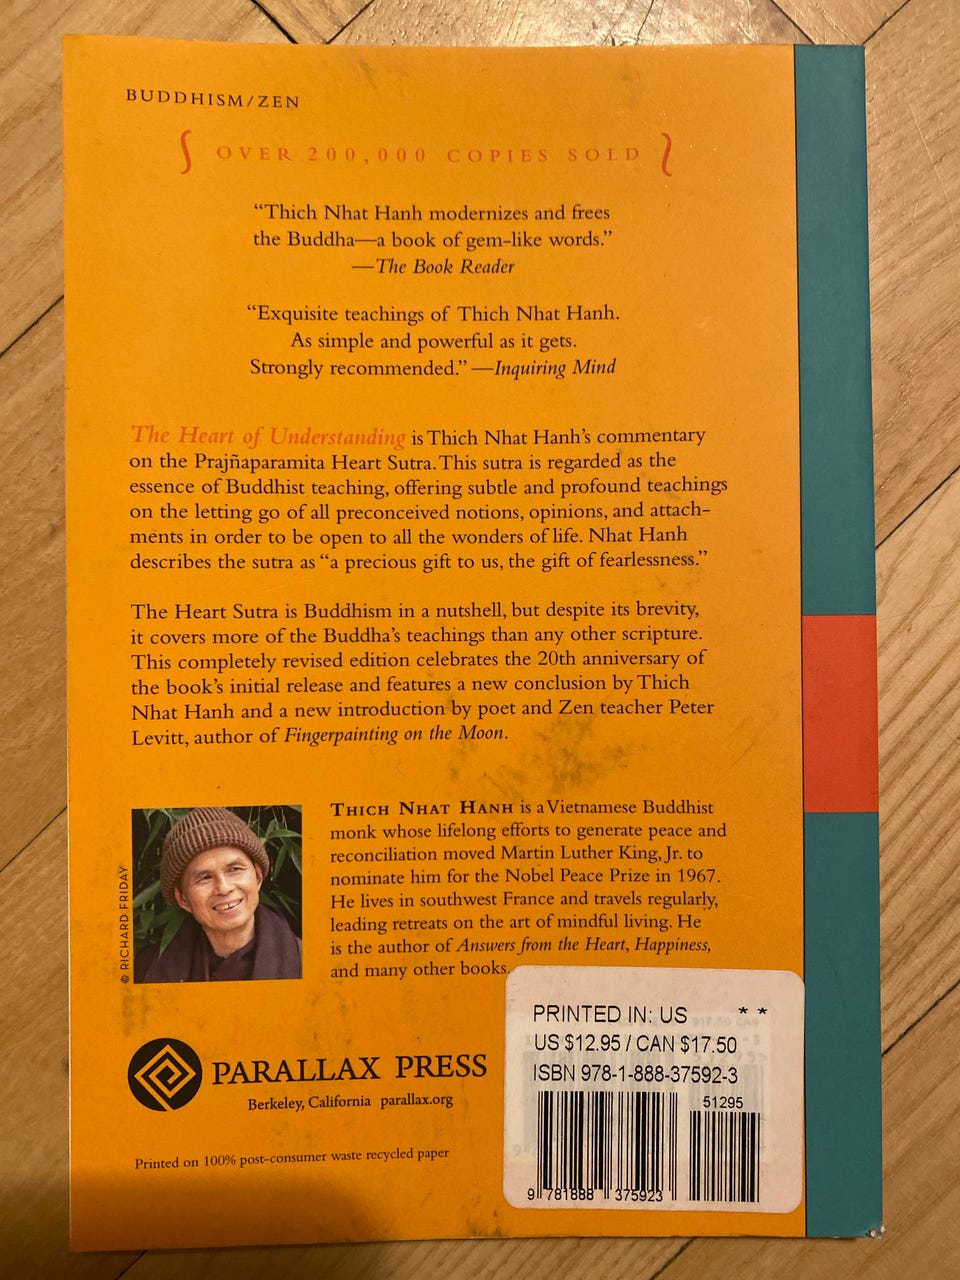 BUDDHISM/ZEN
OVER 200,000 COPIES SOLD
“Thich Nhat Hanh modernizes and frees
the Buddha—a book of gem-like words.”
—The Book Reader
“Exquisite teachings of Thich Nhat Hanh.
As simple and powerful as it gets.
Strongly recommended.” —Inquiring Mind
The Heart of Understanding is Thich Nhat Hanh’s commentary
on the Prajñaparamita Heart Sutra. This sutra is regarded as the
essence of Buddhist teaching, offering subtle and profound teachings
on the letting go of all preconceived notions, opinions, and attach-
ments in order to be open to all the wonders of life. Nhat Hanh
describes the sutra as “a precious gift to us, the gift of fearlessness.”
The Heart Sutra is Buddhism in a nutshell, but despite its brevity,
it covers more of the Buddha’s teachings than any other scripture.
This completely revised edition celebrates the 20th anniversary of
the book’s initial release and features a new conclusion by Thich
Nhat Hanh and a new introduction by poet and Zen teacher Peter
Levitt, author of Fingerpainting on the Moon.
THICH NHAT HANH is a Vietnamese Buddhist
monk whose lifelong efforts to generate peace and
reconciliation moved Martin Luther King, Jr. to
nominate him for the Nobel Peace Prize in 1967.
He lives in southwest France and travels regularly,
leading retreats on the art of mindful living. He
is the author of Answers from the Heart, Happiness,
and many other books.
© RICHARD FRIDAY
PARALLAX PRESS
Berkeley, California parallax.org
Printed on 100% post-consumer waste recycled paper
PRINTED IN: US * *
US $12.95 / CAN $17.50
ISBN 978-1-888-37592-3
51295
9 781888 375923